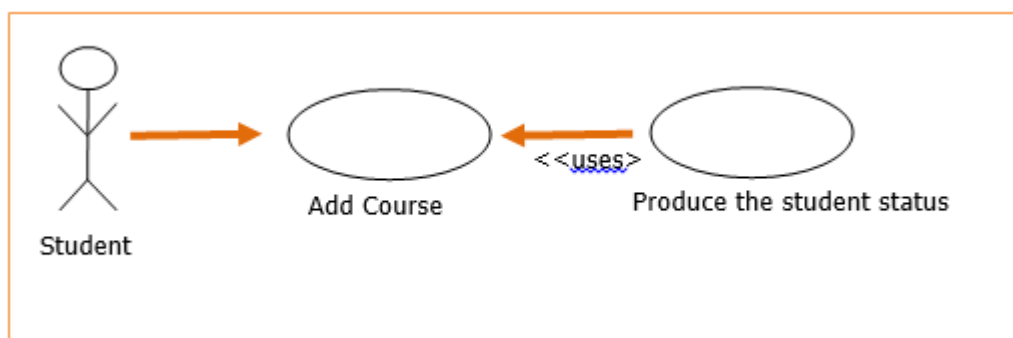 <<uses>
Add Course
Produce the student status
Student